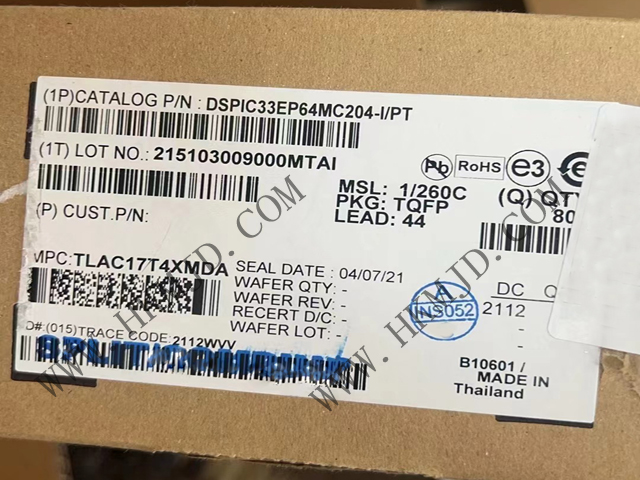 (1P)CATALOG P/N : DSPIC33EP64MC204-I/PT
(1T) LOT NO.: 215103009000MTAI
Pb RoHS e3 e
MSL: 1/260C
PKG: TQFP
LEAD: 44
(Q) QTY
80
(P) CUST.P/N:
MPC:TLAC17T4XMDA
SEAL DATE : 04/07/21
WAFER QTY: -
WAFER REV: -
RECERT D/C: -
WAFER LOT: -
A
INS052
DC Q
2112
-
-
D#:(015)TRACE CODE:2112WVV
B10601 /
MADE IN
Thailand
WWW.HKMJD.COM
WWW.HKMJD.COM